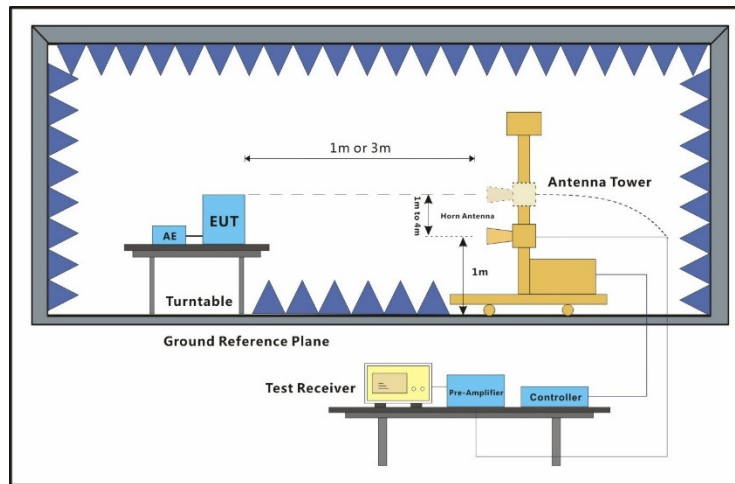 1m or 3m
Antenna Tower
1m to 4m
Horn Antenna
EUT
AE
1m
Turntable
Ground Reference Plane
Test Receiver
Pre-Amplifier
Controller